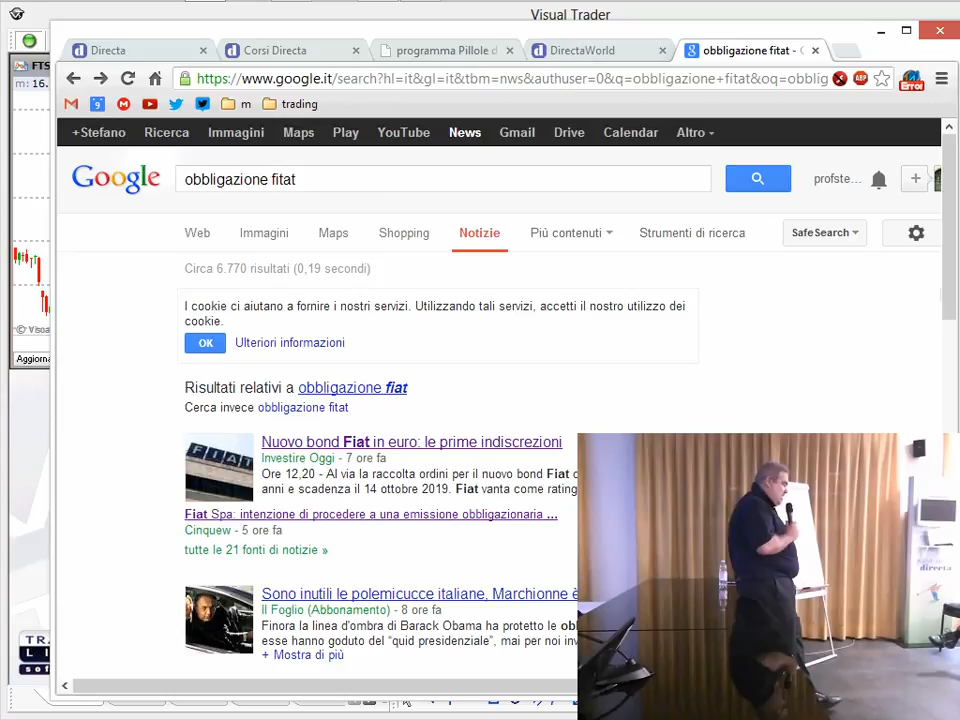 Visual Trader
Directa
Corsi Directa
programma Pillole d
DirectaWorld
obbligazione fitat -
FTS
m: 16.
https://www.google.it/search?hl=it&gl=it&tbm=nws&authuser=0&q=obbligazione+fitat&oq=obblig
ABP
Error
9
m
trading
+Stefano Ricerca Immagini Maps Play YouTube News Gmail Drive Calendar Altro
Google
obbligazione fitat
profste...
Web Immagini Maps Shopping Notizie Più contenuti Strumenti di ricerca
SafeSearch
Circa 6.770 risultati (0,19 secondi)
I cookie ci aiutano a fornire i nostri servizi. Utilizzando tali servizi, accetti il nostro utilizzo dei
cookie.
OK Ulteriori informazioni
© Visua
Aggiorna
Risultati relativi a obbligazione fiat
Cerca invece obbligazione fitat
FIAT
Nuovo bond Fiat in euro: le prime indiscrezioni
Investire Oggi - 7 ore fa
Ore 12,20 - Al via la raccolta ordini per il nuovo bond Fiat
anni e scadenza il 14 ottobre 2019. Fiat vanta come rating
Fiat Spa: intenzione di procedere a una emissione obbligazionaria ...
Cinquew - 5 ore fa
tutte le 21 fonti di notizie »
Sono inutili le polemicucce italiane, Marchionne è
Il Foglio (Abbonamento) - 8 ore fa
Finora la linea d'ombra di Barack Obama ha protetto le
esse hanno goduto del “quid presidenziale”, mai per noi
+ Mostra di più
directa